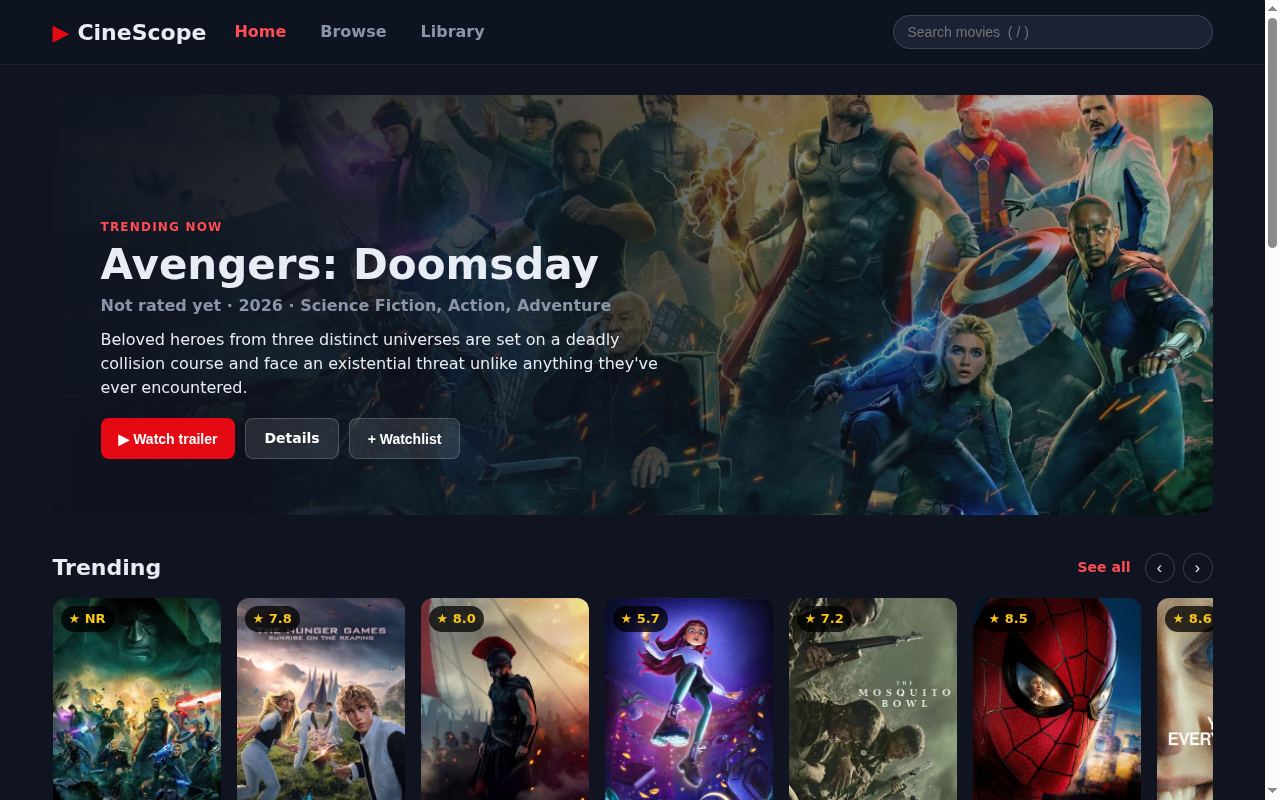 ▶ CineScope
Home
Browse
Library
Search movies ( / )
TRENDING NOW
Avengers: Doomsday
Not rated yet · 2026 · Science Fiction, Action, Adventure
Beloved heroes from three distinct universes are set on a deadly
collision course and face an existential threat unlike anything they've
ever encountered.
▶ Watch trailer
Details
+ Watchlist
Trending
See all
‹
›
★ NR
★ 7.8
THE HUNGER GAMES
SUNRISE ON THE REAPING
★ 8.0
★ 5.7
★ 7.2
THE
MOSQUITO
BOWL
★ 8.5
★ 8.6